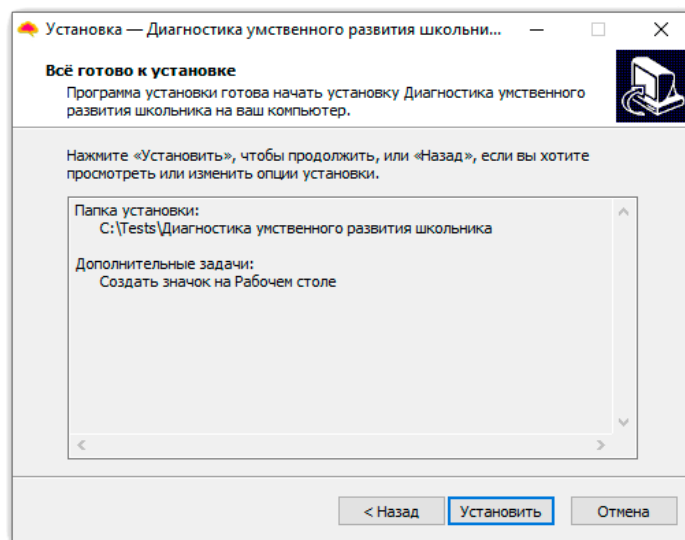 Установка — Диагностика умственного развития школьни...
Всё готово к установке
Программа установки готова начать установку Диагностика умственного
развития школьника на ваш компьютер.
Нажмите «Установить», чтобы продолжить, или «Назад», если вы хотите
просмотреть или изменить опции установки.
Папка установки:
C:\Tests\Диагностика умственного развития школьника
Дополнительные задачи:
Создать значок на Рабочем столе
< Назад
Установить
Отмена